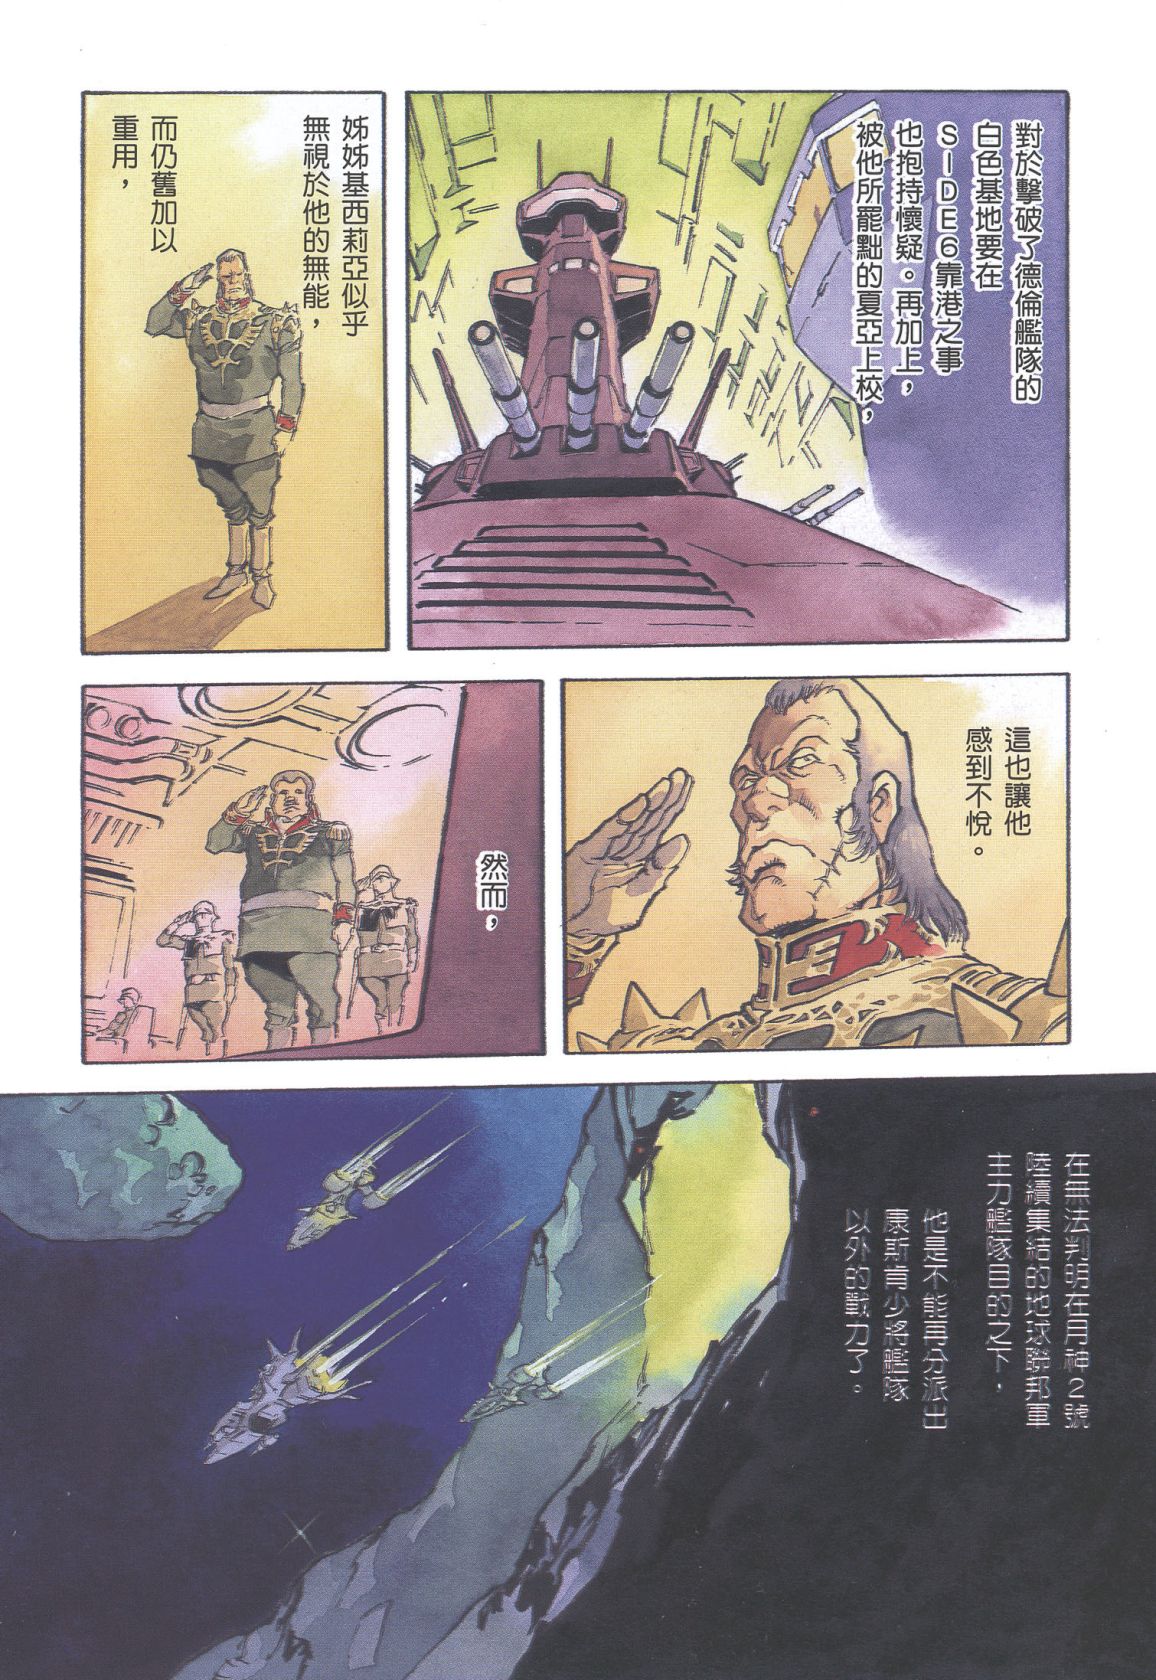 對於擊破了德倫艦隊的
白色基地要在
SIDE6靠港之事
也抱持懷疑。再加上，
被他所罷黜的夏亞上校，
姊姊基西莉亞似乎
無視於他的無能，
而仍舊加以
重用，
這也讓他
感到不悅。
然而，
在無法判明在月神2號
陸續集結的地球聯邦軍
主力艦隊目的之下，
他是不能再分派出
康斯肯少將艦隊
以外的戰力了。